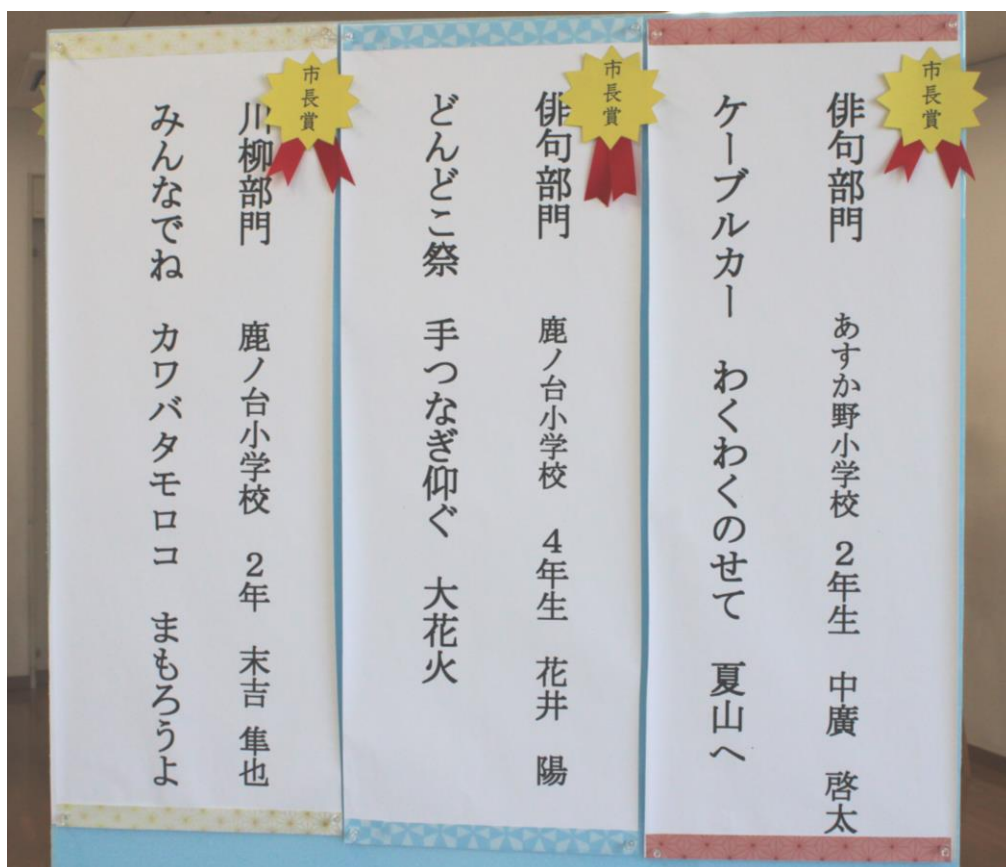 市長賞
俳句部門 あすか野小学校 2年生 中廣 啓太
ケーブルカー わくわくのせて 夏山へ
市長賞
俳句部門 鹿ノ台小学校 4年生 花井 陽
どんどこ祭 手つなぎ仰ぐ 大花火
市長賞
川柳部門 鹿ノ台小学校 2年 末吉 隼也
みんなでね カワバタモロコ まもろうよ